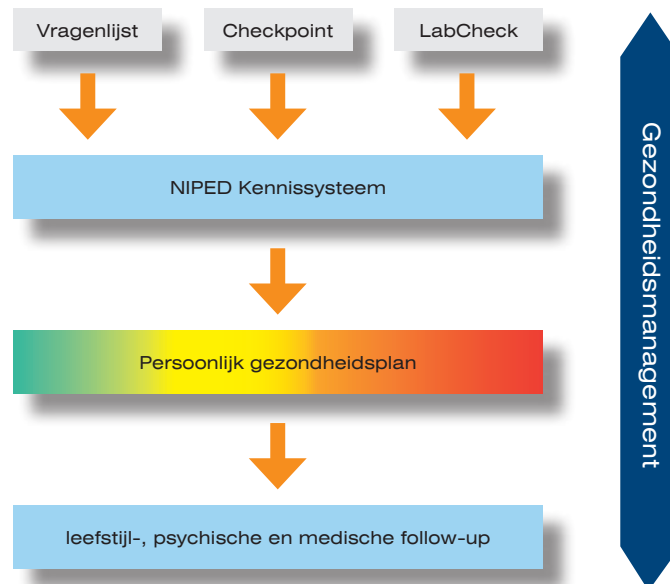 Vragenlijst
Checkpoint
LabCheck
NIPED Kennissysteem
Persoonlijk gezondheidsplan
leefstijl-, psychische en medische follow-up
Gezondheidsmanagement